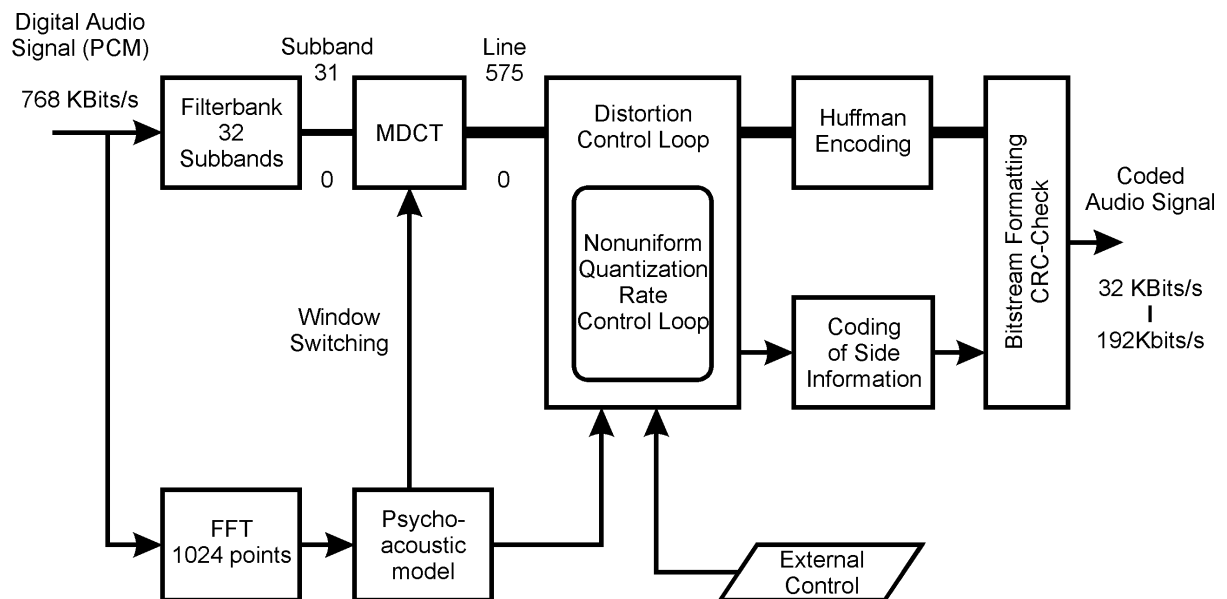 Digital Audio
Signal (PCM)
768 KBits/s
Filterbank
32
Subbands
Subband
31
0
MDCT
Line
575
0
Distortion
Control Loop
Nonuniform
Quantization
Rate
Control Loop
Huffman
Encoding
Coding
of Side
Information
Bitstream Formatting
CRC-Check
Coded
Audio Signal
32 KBits/s
I
192Kbits/s
Window
Switching
FFT
1024 points
Psycho-
acoustic
model
External
Control